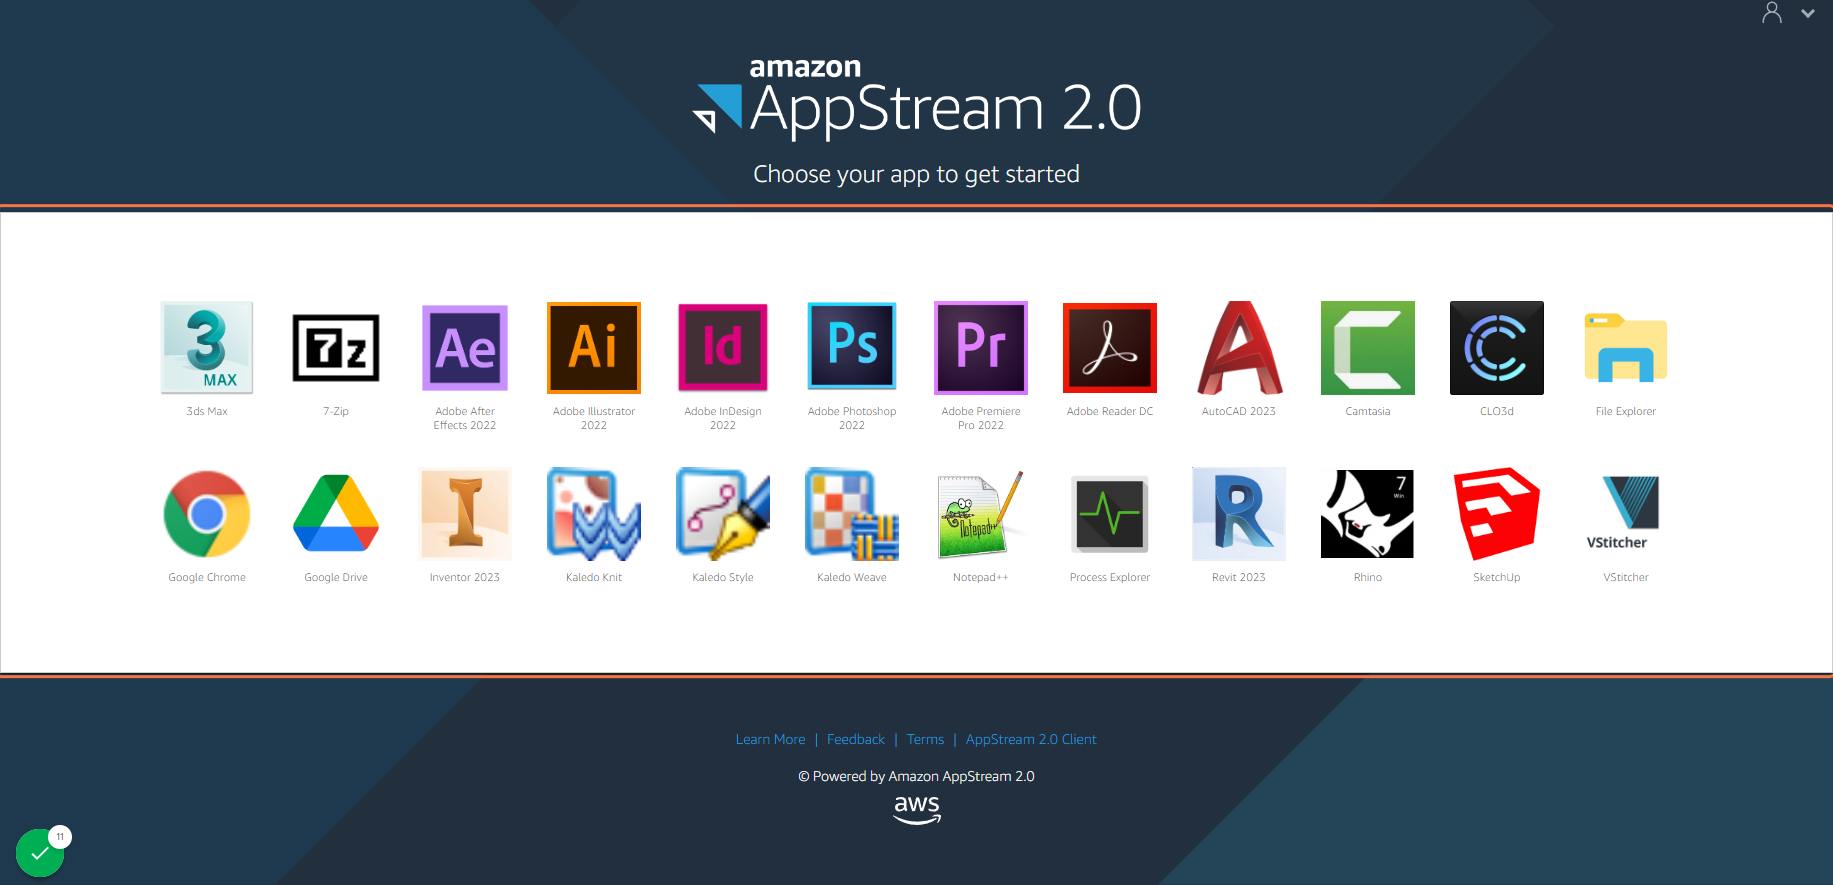 amazon
AppStream 2.0
Choose your app to get started
3
MAX
7z
Ae
Ai
Id
Ps
Pr
3ds Max
7-Zip
Adobe After
Effects 2022
Adobe Illustrator
2022
Adobe InDesign
2022
Adobe Photoshop
2022
Adobe Premiere
Pro 2022
Adobe Reader DC
AutoCAD 2023
Camtasia
CLO3d
File Explorer
I
Notepad++
R
7
Win
VStitcher
Google Chrome
Google Drive
Inventor 2023
Kaledo Knit
Kaledo Style
Kaledo Weave
Notepad++
Process Explorer
Revit 2023
Rhino
SketchUp
VStitcher
Learn More | Feedback | Terms | AppStream 2.0 Client
© Powered by Amazon AppStream 2.0
aws
11